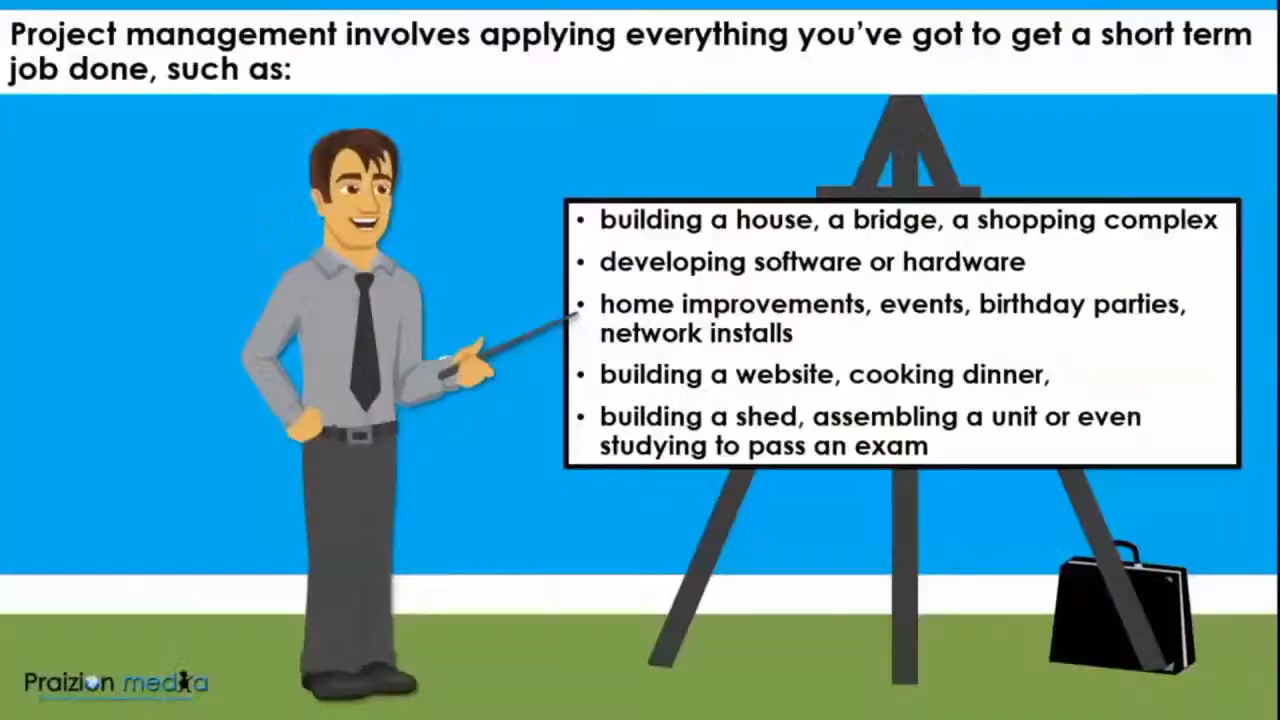 Project management involves applying everything you've got to get a short term
job done, such as:
• building a house, a bridge, a shopping complex
• developing software or hardware
• home improvements, events, birthday parties,
network installs
• building a website, cooking dinner,
• building a shed, assembling a unit or even
studying to pass an exam
Praizion media